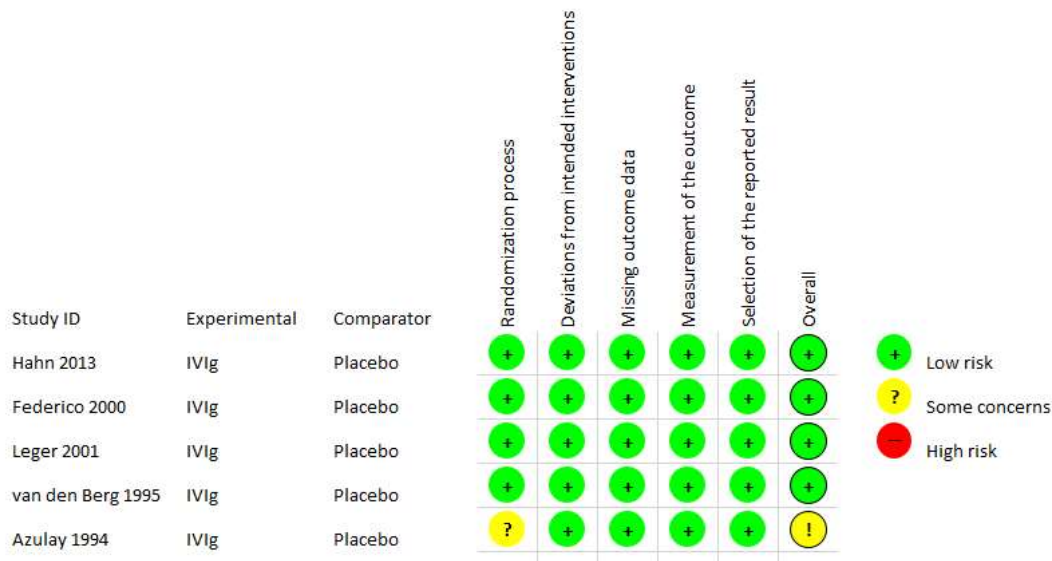 Randomization process
Deviations from intended interventions
Missing outcome data
Measurement of the outcome
Selection of the reported result
Overall
Study ID Experimental Comparator
Hahn 2013 IVIg Placebo + + + + + +
Federico 2000 IVIg Placebo + + + + + +
Leger 2001 IVIg Placebo + + + + + +
van den Berg 1995 IVIg Placebo + + + + + +
Azulay 1994 IVIg Placebo ? + + + + !
+ Low risk
? Some concerns
− High risk